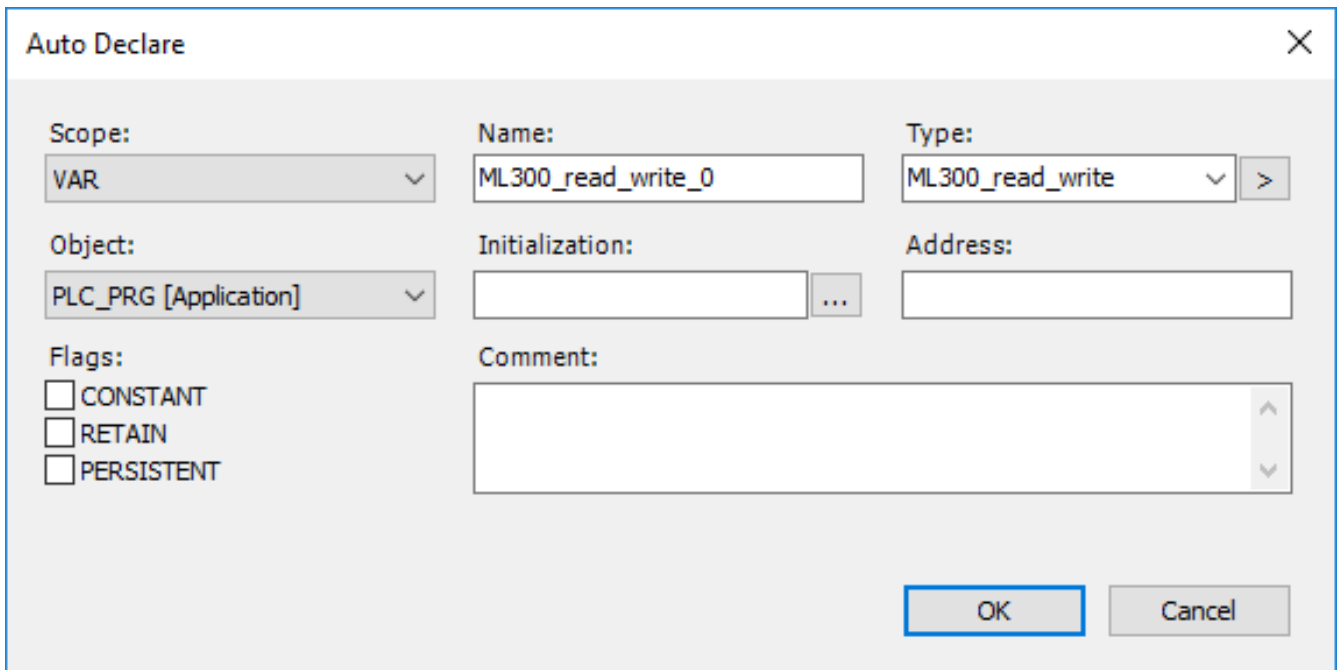 Auto Declare
Scope: Name: Type:
VAR ML300_read_write_0 ML300_read_write >
Object: Initialization: Address:
PLC_PRG [Application] ...
Flags: Comment:
CONSTANT
RETAIN
PERSISTENT
OK Cancel